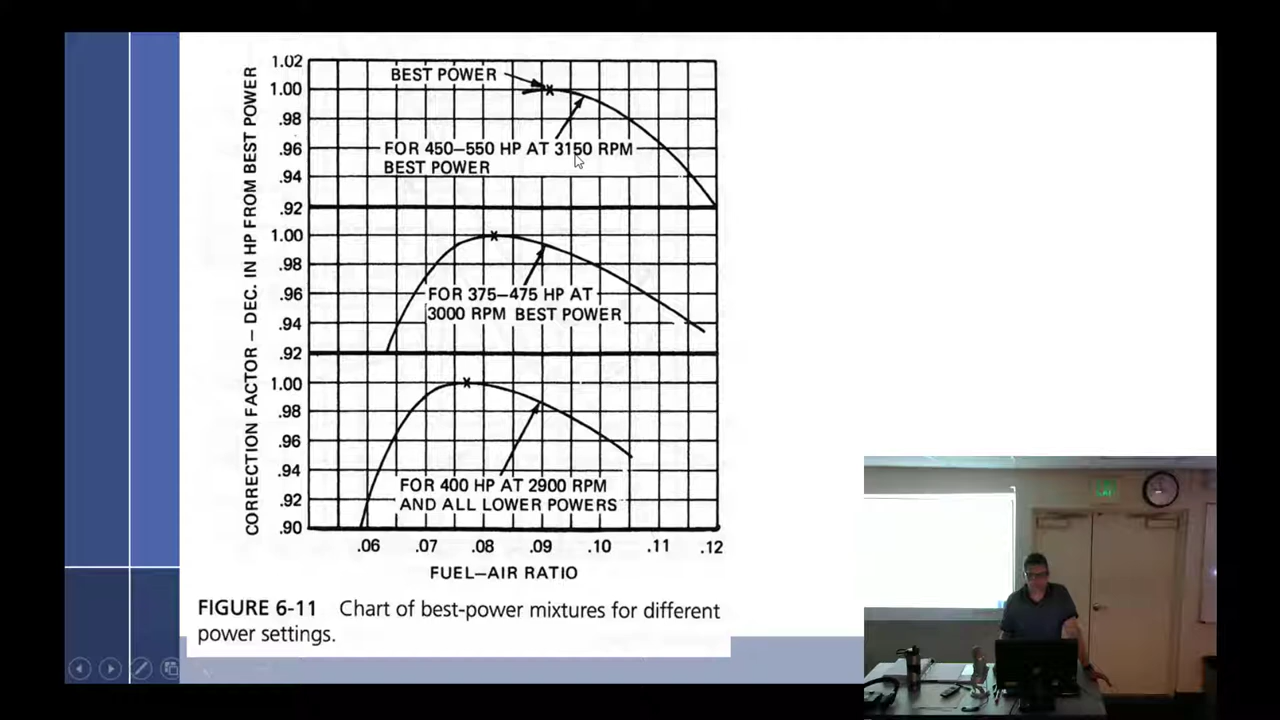 CORRECTION FACTOR – DEC. IN HP FROM BEST POWER
1.02
1.00
.98
.96
.94
.92
1.00
.98
.96
.94
.92
1.00
.98
.96
.94
.92
.90
BEST POWER
FOR 450–550 HP AT 3150 RPM
BEST POWER
FOR 375–475 HP AT
3000 RPM BEST POWER
FOR 400 HP AT 2900 RPM
AND ALL LOWER POWERS
.06 .07 .08 .09 .10 .11 .12
FUEL–AIR RATIO
FIGURE 6-11 Chart of best-power mixtures for different
power settings.